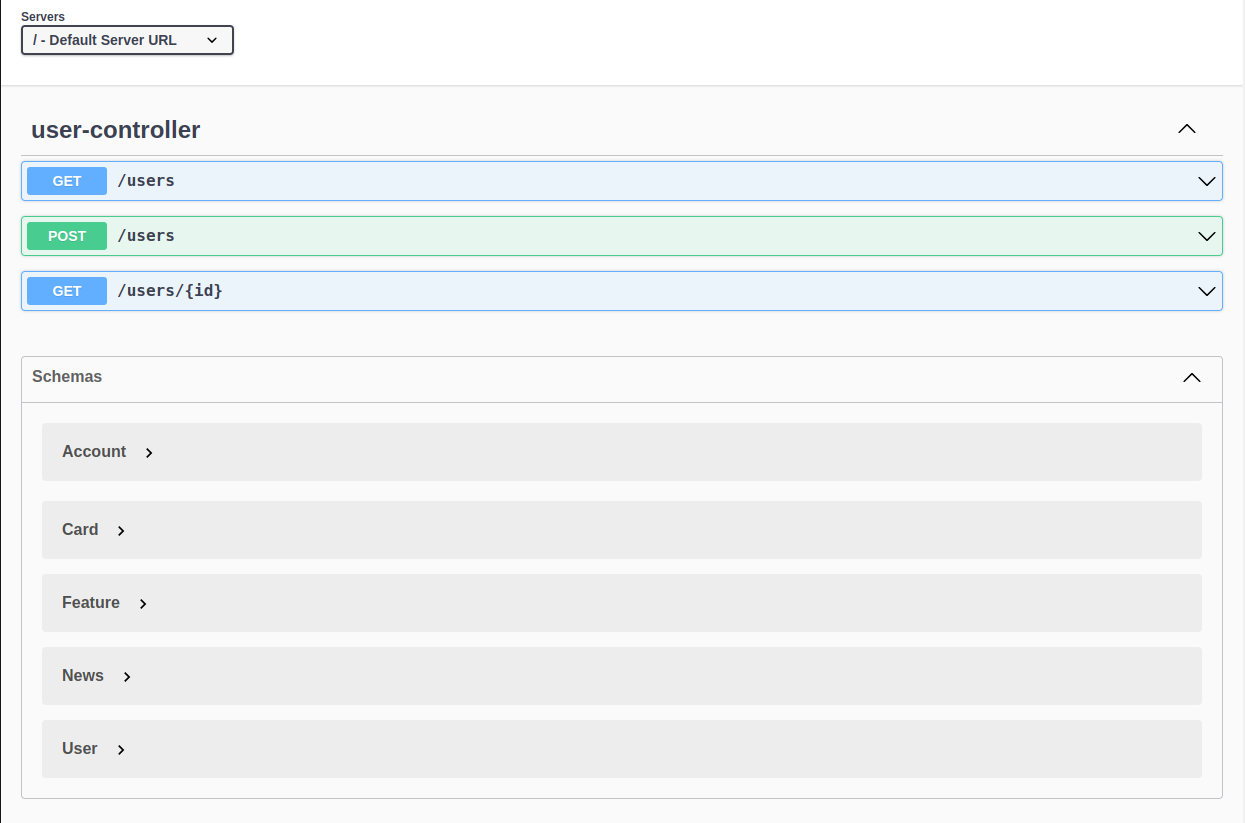 Servers
/ - Default Server URL
user-controller
GET /users
POST /users
GET /users/{id}
Schemas
Account
Card
Feature
News
User